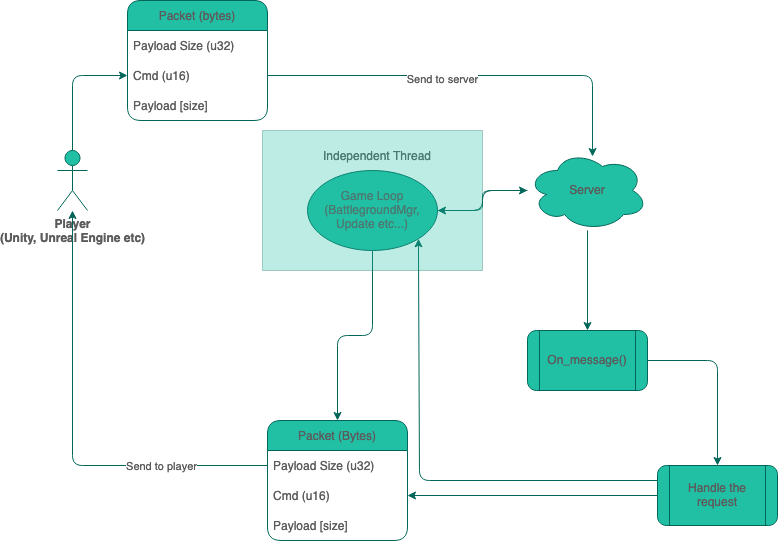 Packet (bytes)
Payload Size (u32)
Cmd (u16)
Payload [size]
Send to server
Independent Thread
Game Loop
(BattlegroundMgr,
Update etc...)
Server
Player
(Unity, Unreal Engine etc)
On_message()
Packet (Bytes)
Payload Size (u32)
Cmd (u16)
Payload [size]
Send to player
Handle the
request